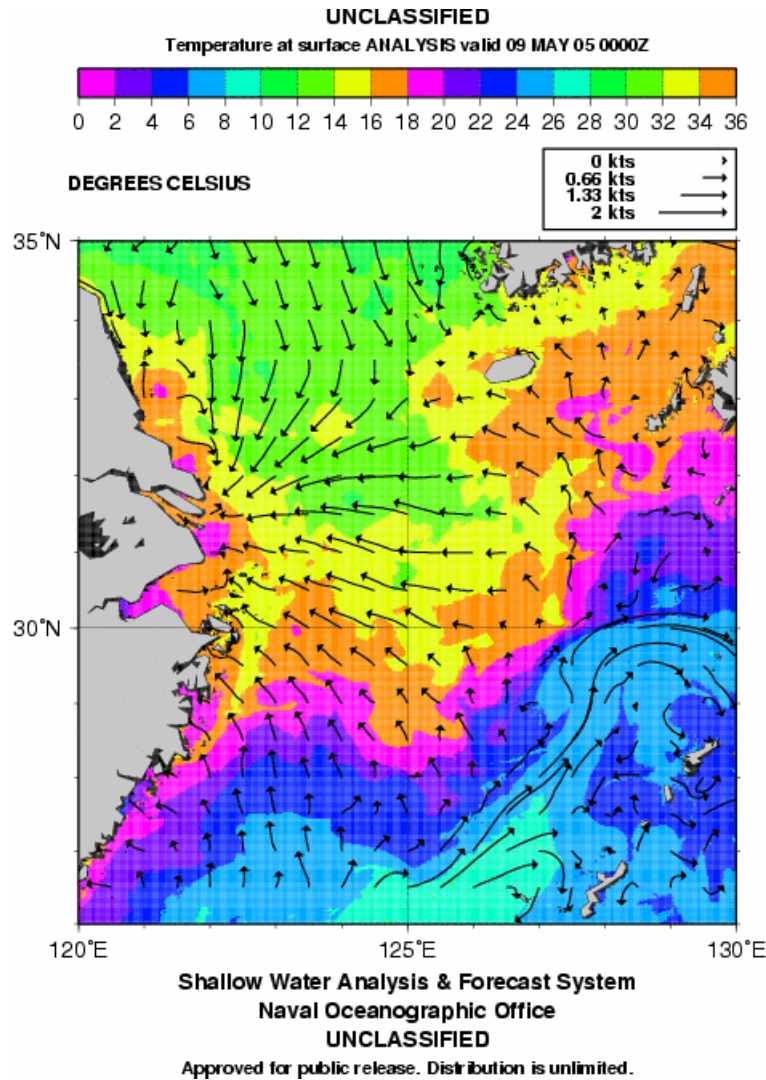 UNCLASSIFIED
Temperature at surface ANALYSIS valid 09 MAY 05 0000Z
0 2 4 6 8 10 12 14 16 18 20 22 24 26 28 30 32 34 36
DEGREES CELSIUS
0 kts
0.66 kts
1.33 kts
2 kts
35°N
30°N
120°E 125°E 130°E
Shallow Water Analysis & Forecast System
Naval Oceanographic Office
UNCLASSIFIED
Approved for public release. Distribution is unlimited.